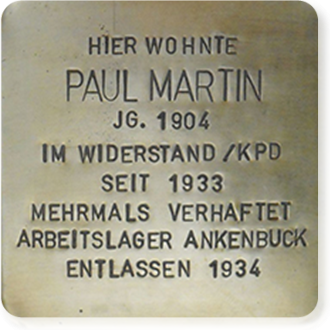 HIER WOHNTE
PAUL MARTIN
JG. 1904
IM WIDERSTAND/KPD
SEIT 1933
MEHRMALS VERHAFTET
ARBEITSLAGER ANKENBUCK
ENTLASSEN 1934